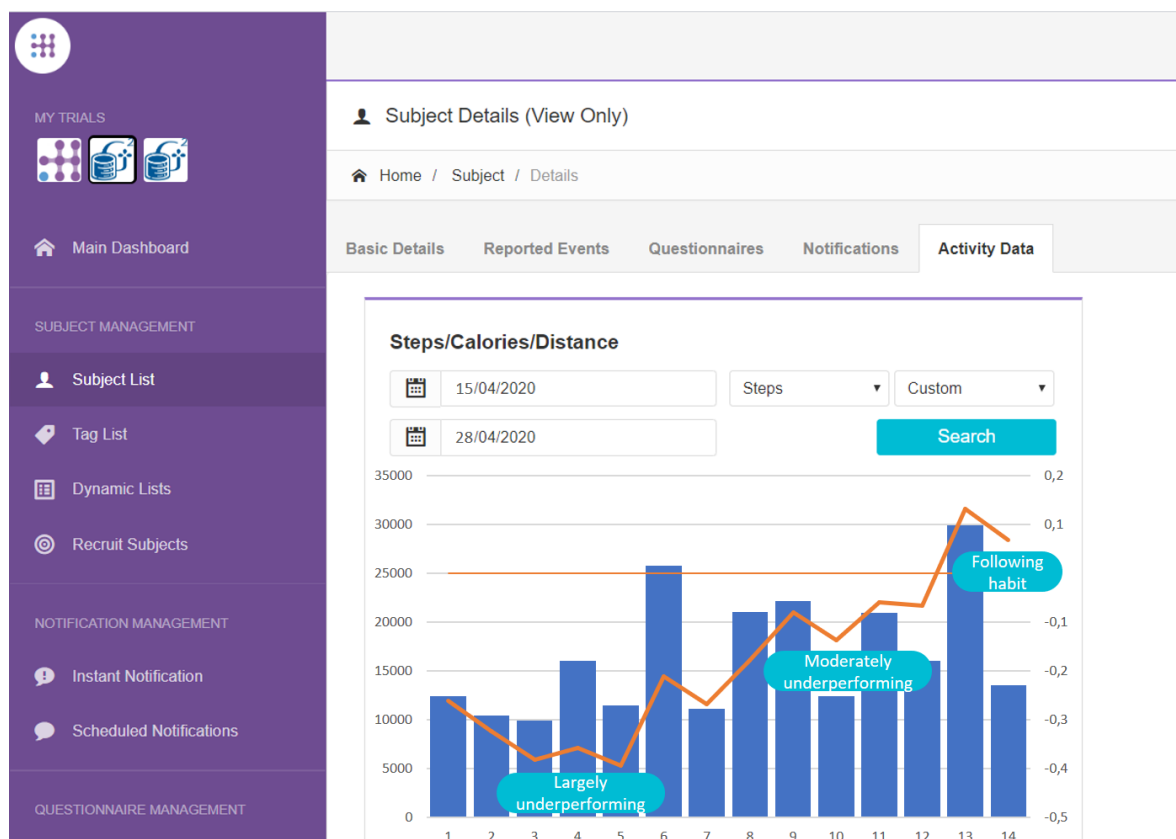 MY TRIALS
Main Dashboard
SUBJECT MANAGEMENT
Subject List
Tag List
Dynamic Lists
Recruit Subjects
NOTIFICATION MANAGEMENT
Instant Notification
Scheduled Notifications
QUESTIONNAIRE MANAGEMENT
Subject Details (View Only)
Home / Subject / Details
Basic Details Reported Events Questionnaires Notifications Activity Data
Steps/Calories/Distance
15/04/2020 Steps Custom
28/04/2020 Search
35000 0,2
30000 0,1
25000
20000 -0,1
15000 -0,2
10000 -0,3
5000 -0,4
0 -0,5
Following
habit
Moderately
underperforming
Largely
underperforming
1 2 3 4 5 6 7 8 9 10 11 12 13 14